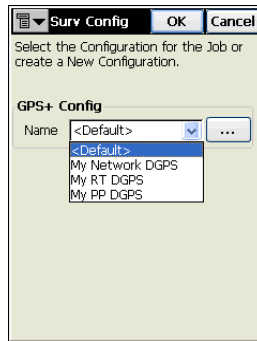 Surv Config OK Cancel
Select the Configuration for the Job or
create a New Configuration.
GPS+ Config
Name <Default> ...
<Default>
My Network DGPS
My RT DGPS
My PP DGPS